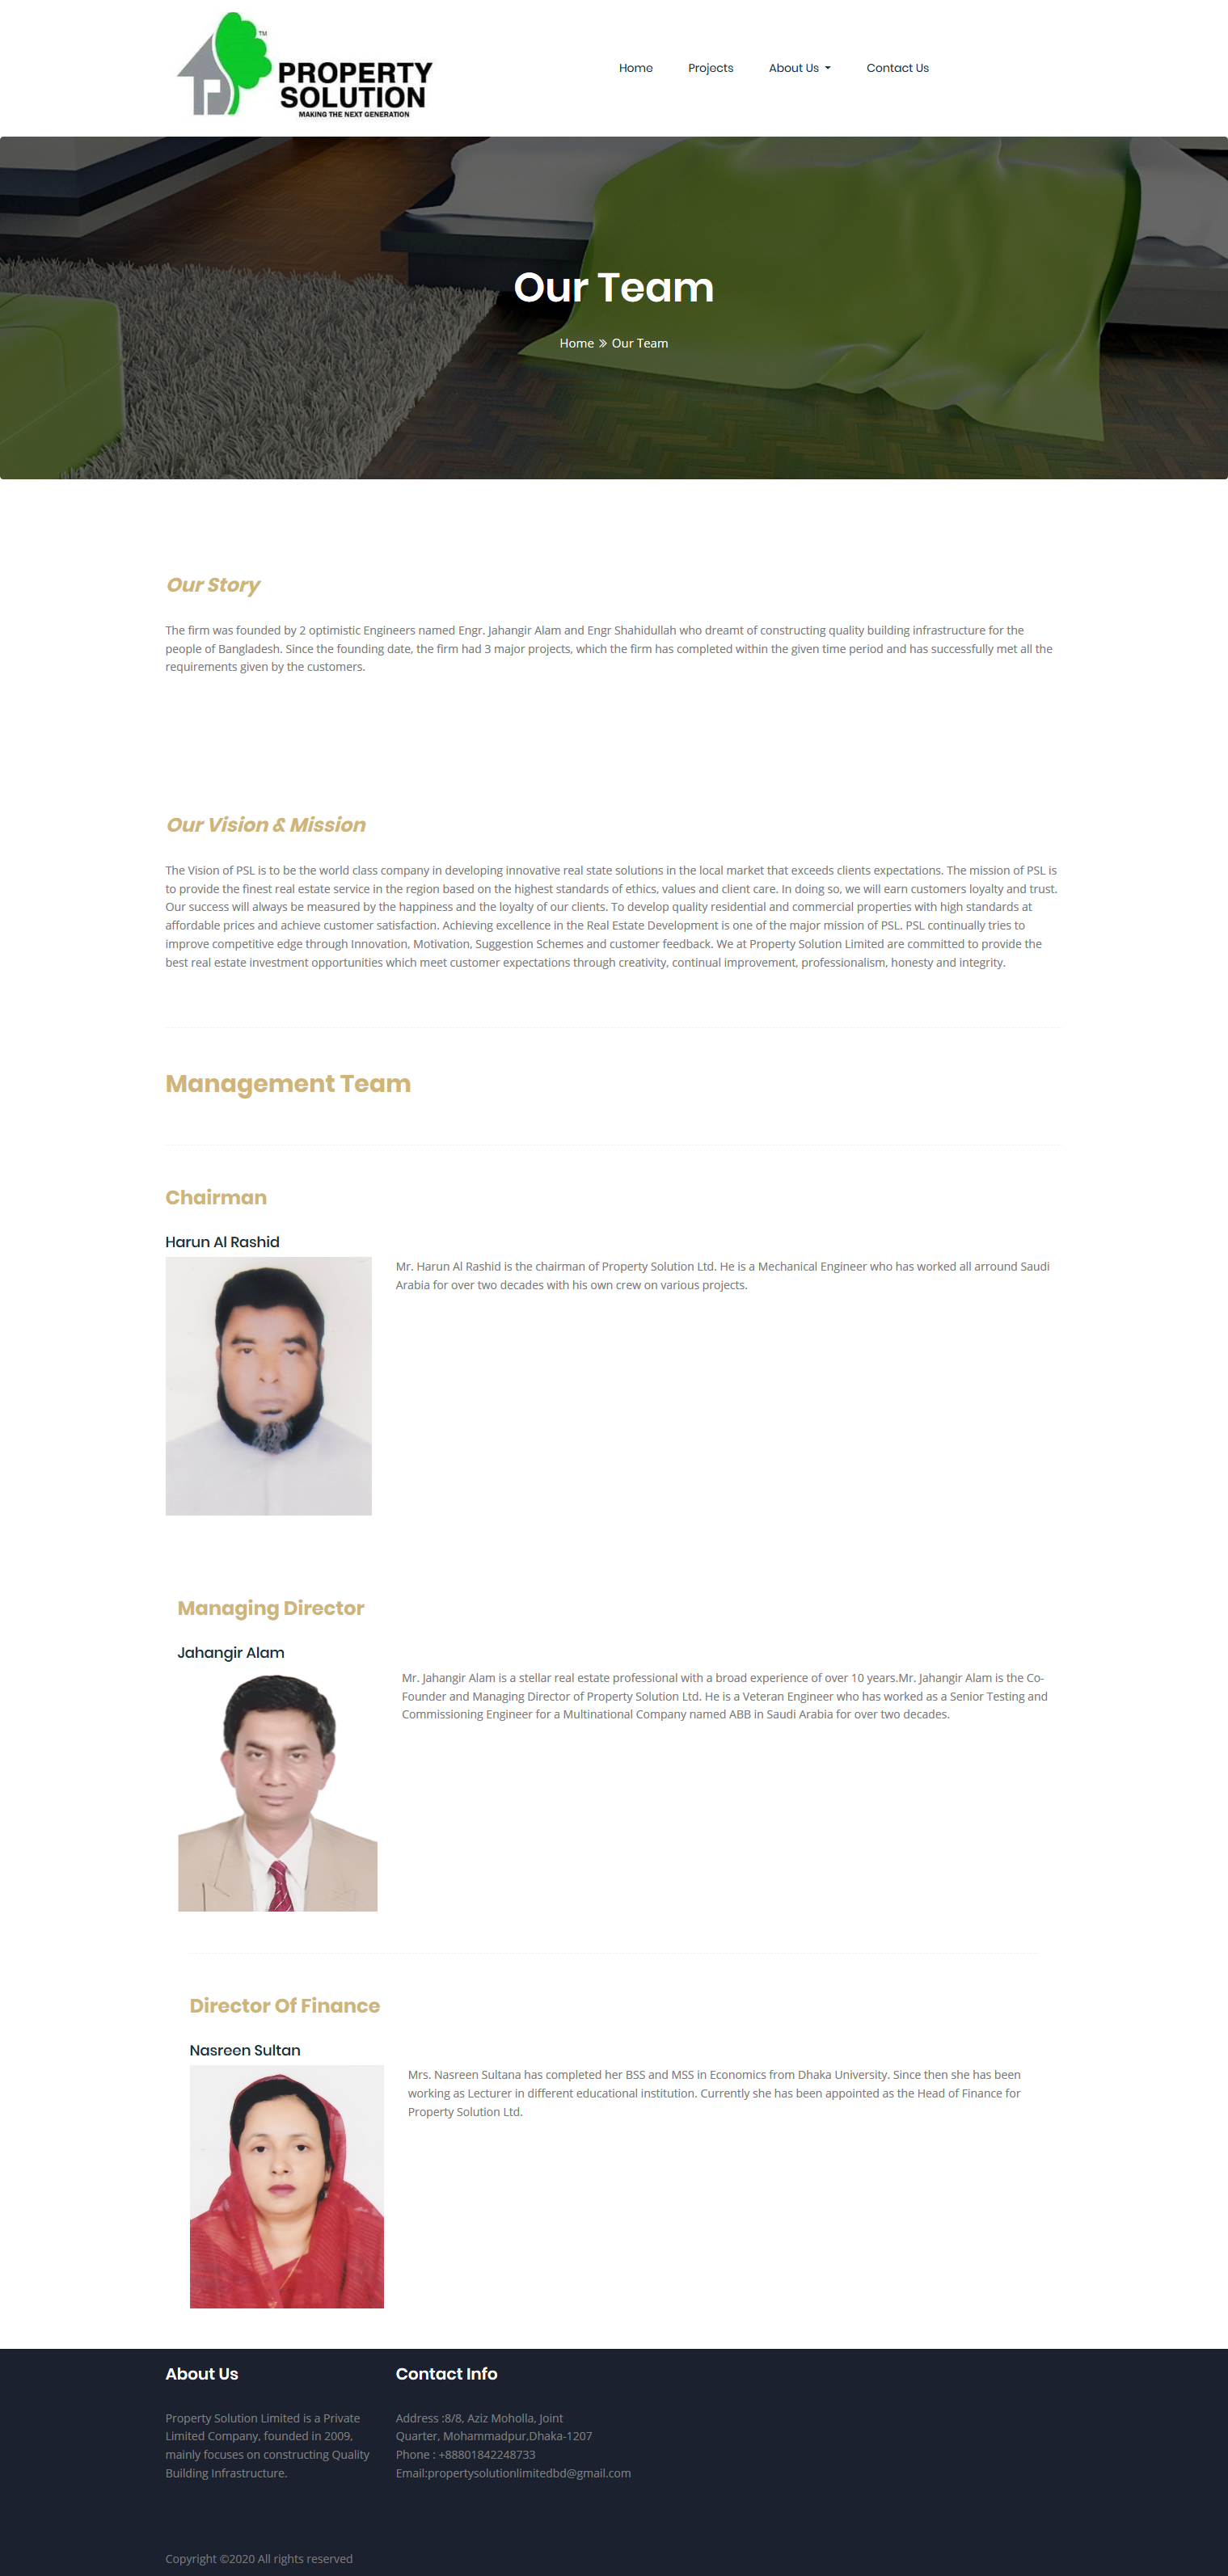 TM
PROPERTY
SOLUTION
MAKING THE NEXT GENERATION
Home Projects About Us Contact Us
Our Team
Home » Our Team
Our Story
The firm was founded by 2 optimistic Engineers named Engr. Jahangir Alam and Engr Shahidullah who dreamt of constructing quality building infrastructure for the
people of Bangladesh. Since the founding date, the firm had 3 major projects, which the firm has completed within the given time period and has successfully met all the
requirements given by the customers.
Our Vision & Mission
The Vision of PSL is to be the world class company in developing innovative real state solutions in the local market that exceeds clients expectations. The mission of PSL is
to provide the finest real estate service in the region based on the highest standards of ethics, values and client care. In doing so, we will earn customers loyalty and trust.
Our success will always be measured by the happiness and the loyalty of our clients. To develop quality residential and commercial properties with high standards at
affordable prices and achieve customer satisfaction. Achieving excellence in the Real Estate Development is one of the major mission of PSL. PSL continually tries to
improve competitive edge through Innovation, Motivation, Suggestion Schemes and customer feedback. We at Property Solution Limited are committed to provide the
best real estate investment opportunities which meet customer expectations through creativity, continual improvement, professionalism, honesty and integrity.
Management Team
Chairman
Harun Al Rashid
Mr. Harun Al Rashid is the chairman of Property Solution Ltd. He is a Mechanical Engineer who has worked all arround Saudi
Arabia for over two decades with his own crew on various projects.
Managing Director
Jahangir Alam
Mr. Jahangir Alam is a stellar real estate professional with a broad experience of over 10 years.Mr. Jahangir Alam is the Co-
Founder and Managing Director of Property Solution Ltd. He is a Veteran Engineer who has worked as a Senior Testing and
Commissioning Engineer for a Multinational Company named ABB in Saudi Arabia for over two decades.
Director Of Finance
Nasreen Sultan
Mrs. Nasreen Sultana has completed her BSS and MSS in Economics from Dhaka University. Since then she has been
working as Lecturer in different educational institution. Currently she has been appointed as the Head of Finance for
Property Solution Ltd.
About Us
Property Solution Limited is a Private
Limited Company, founded in 2009,
mainly focuses on constructing Quality
Building Infrastructure.
Contact Info
Address :8/8, Aziz Moholla, Joint
Quarter, Mohammadpur,Dhaka-1207
Phone : +88801842248733
Email:propertysolutionlimitedbd@gmail.com
Copyright ©2020 All rights reserved